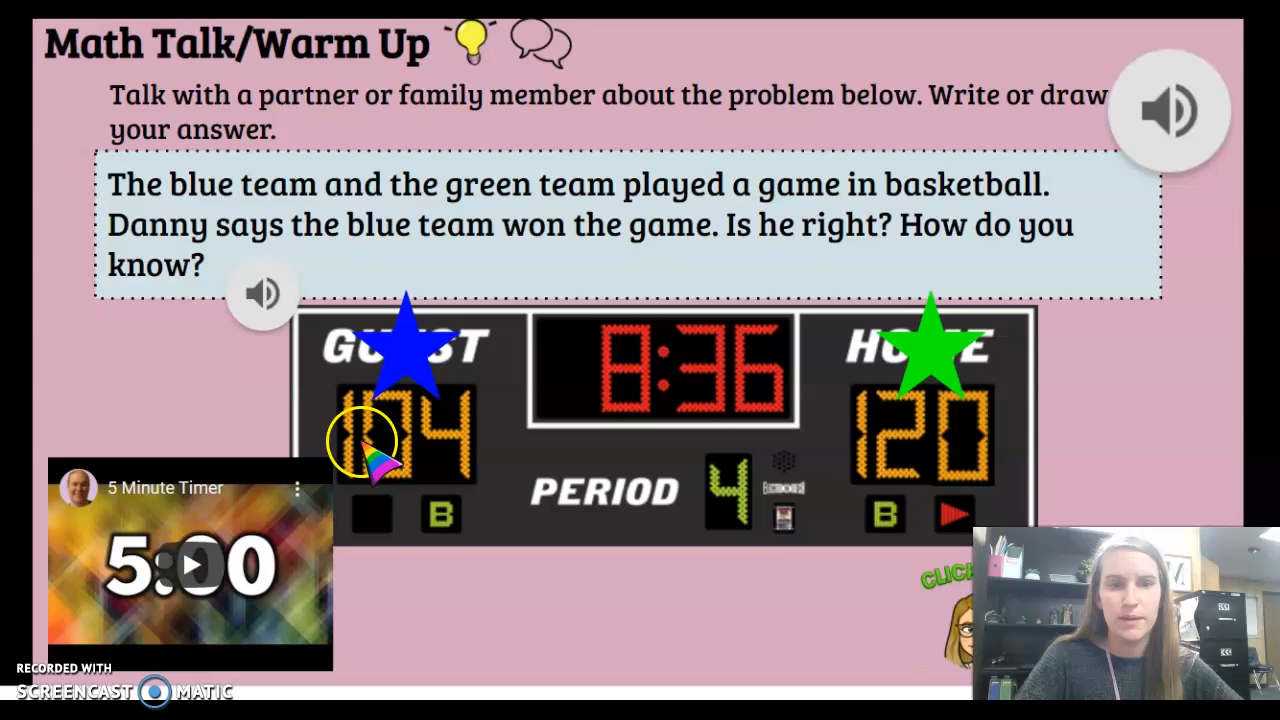 Math Talk/Warm Up
Talk with a partner or family member about the problem below. Write or draw
your answer.
The blue team and the green team played a game in basketball.
Danny says the blue team won the game. Is he right? How do you
know?
8:36
104
120
PERIOD 4
B
B
5 Minute Timer
5:00
CLICK
RECORDED WITH
SCREENCAST MATIC